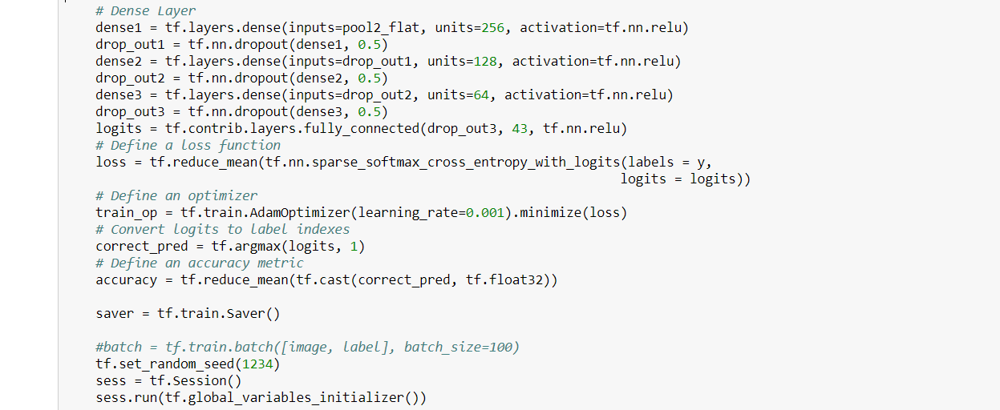 # Dense Layer
dense1 = tf.layers.dense(inputs=pool2_flat, units=256, activation=tf.nn.relu)
drop_out1 = tf.nn.dropout(dense1, 0.5)
dense2 = tf.layers.dense(inputs=drop_out1, units=128, activation=tf.nn.relu)
drop_out2 = tf.nn.dropout(dense2, 0.5)
dense3 = tf.layers.dense(inputs=drop_out2, units=64, activation=tf.nn.relu)
drop_out3 = tf.nn.dropout(dense3, 0.5)
logits = tf.contrib.layers.fully_connected(drop_out3, 43, tf.nn.relu)
# Define a loss function
loss = tf.reduce_mean(tf.nn.sparse_softmax_cross_entropy_with_logits(labels = y,
logits = logits))
# Define an optimizer
train_op = tf.train.AdamOptimizer(learning_rate=0.001).minimize(loss)
# Convert logits to label indexes
correct_pred = tf.argmax(logits, 1)
# Define an accuracy metric
accuracy = tf.reduce_mean(tf.cast(correct_pred, tf.float32))
saver = tf.train.Saver()
#batch = tf.train.batch([image, label], batch_size=100)
tf.set_random_seed(1234)
sess = tf.Session()
sess.run(tf.global_variables_initializer())